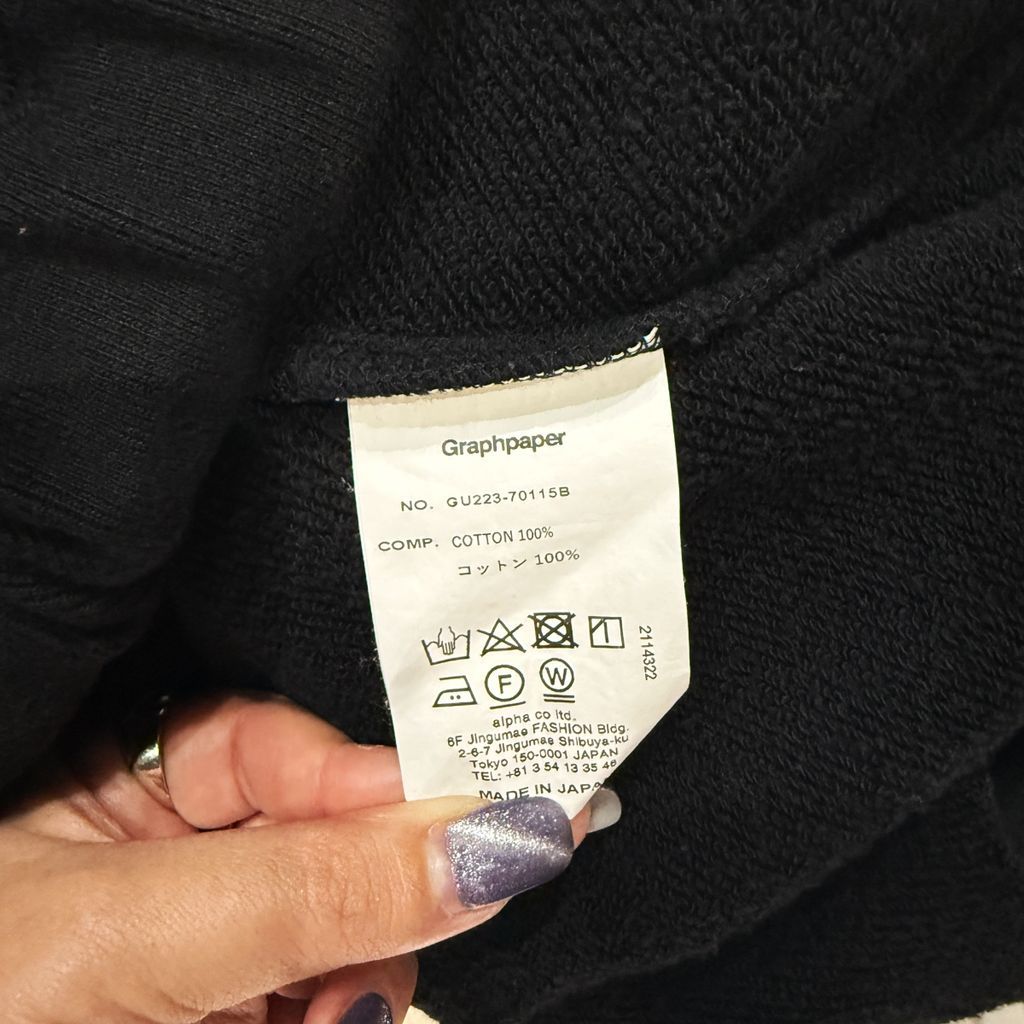 Graphpaper
NO. GU223-70115B
COMP. COTTON 100%
コットン 100%
2114322
F W
alpha co ltd.
6F Jingumae FASHION Bldg.
2-6-7 Jingumae Shibuya-ku
Tokyo 150-0001 JAPAN
TEL: +81 3 54 13 35 46
MADE IN